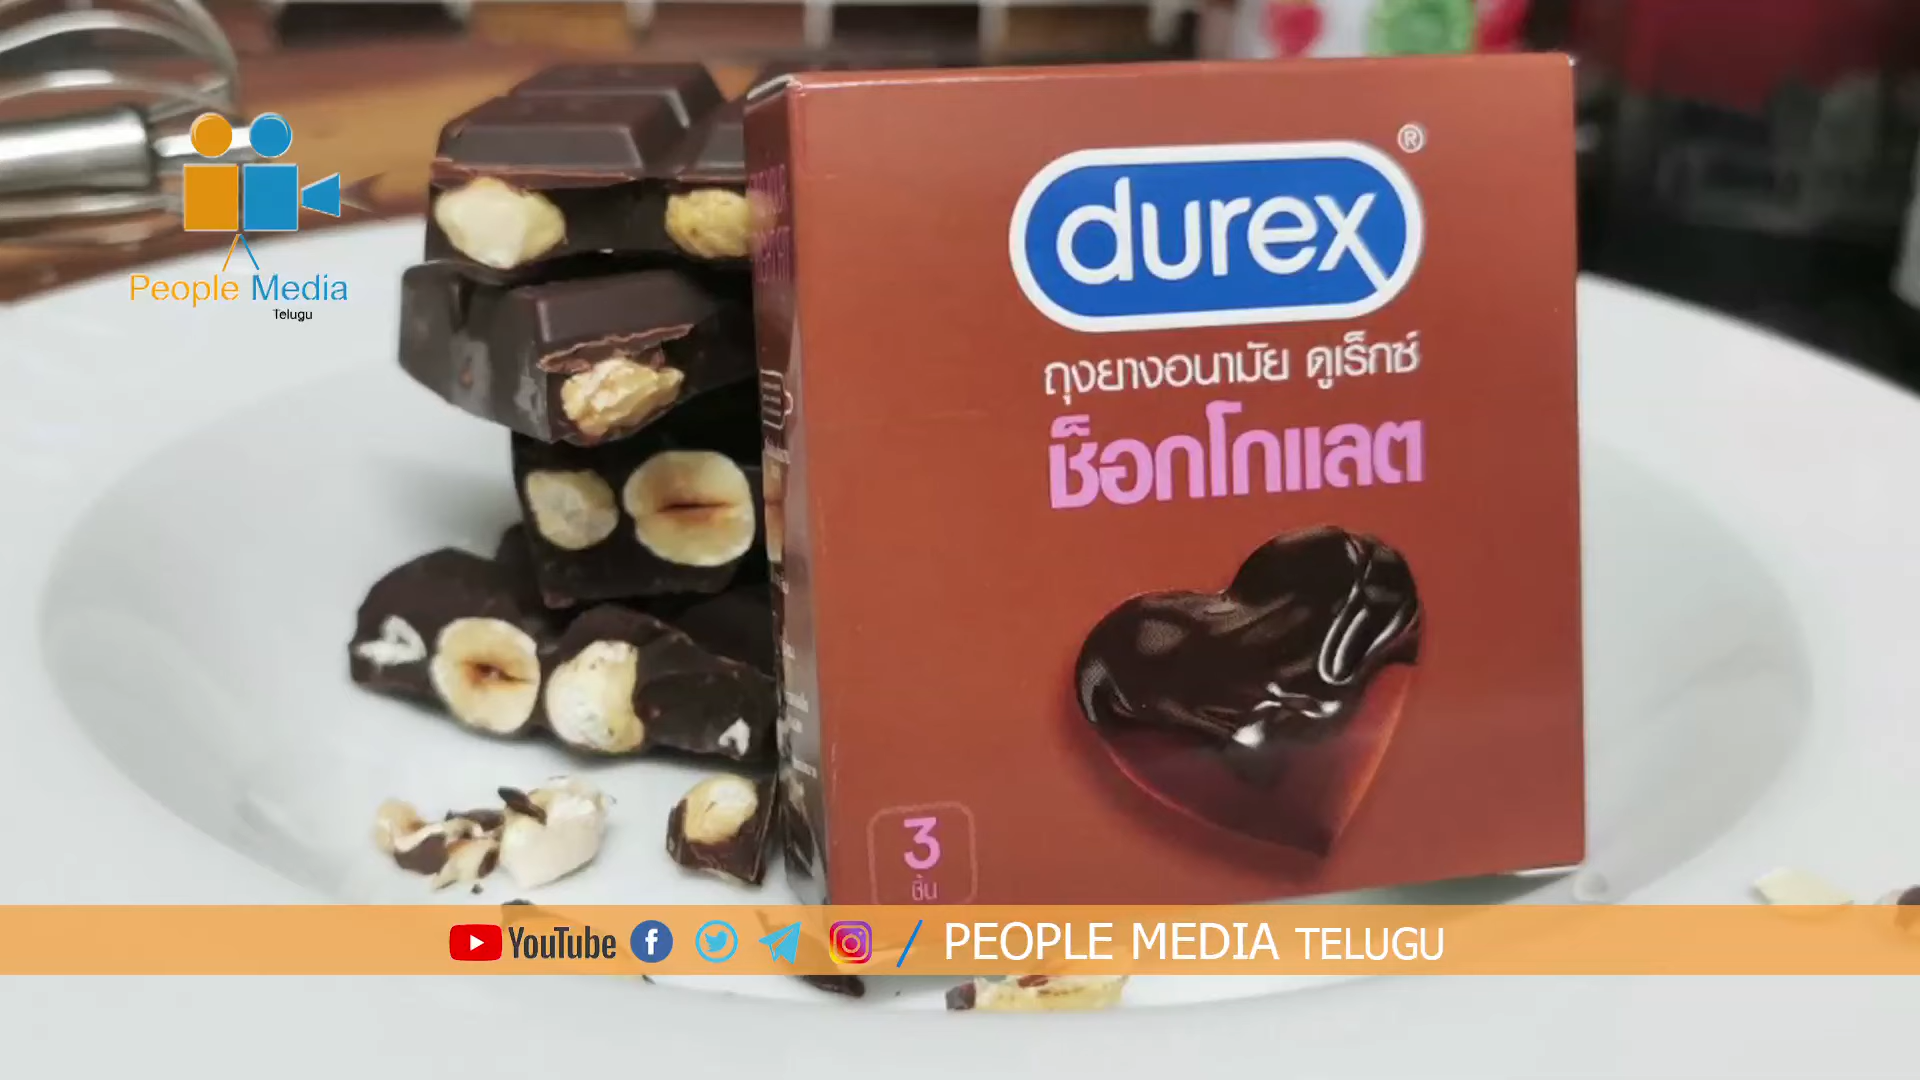 People Media
Telugu
durex®
ถุงยางอนามัย ดูเร็กซ์
ช็อกโกแลต
3
ชิ้น
YouTube / PEOPLE MEDIA TELUGU